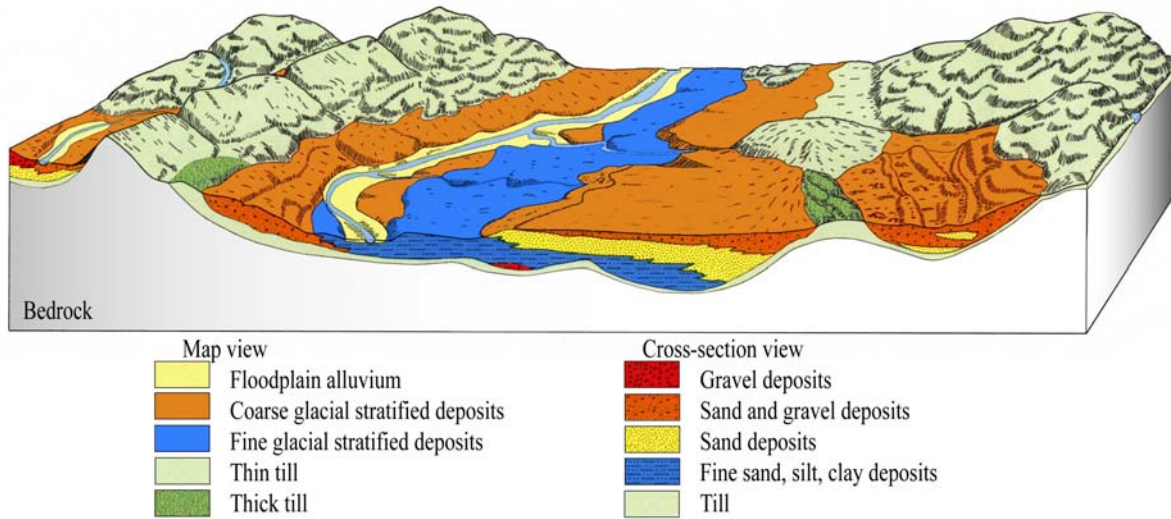 Bedrock
Map view
Floodplain alluvium
Coarse glacial stratified deposits
Fine glacial stratified deposits
Thin till
Thick till
Cross-section view
Gravel deposits
Sand and gravel deposits
Sand deposits
Fine sand, silt, clay deposits
Till